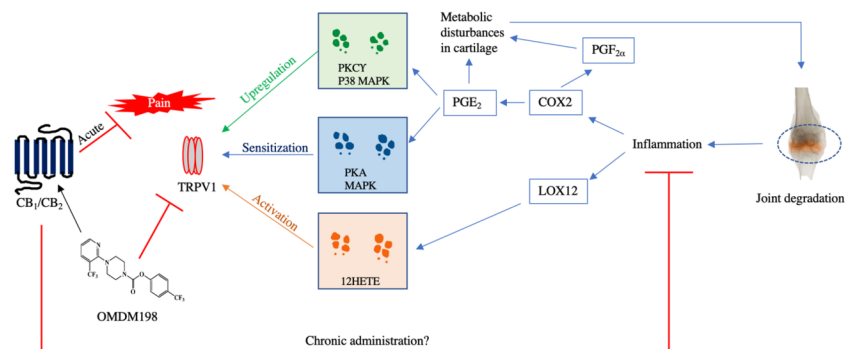 Metabolic
disturbances
in cartilage
PGF2α
PKCY
P38 MAPK
Upregulation
Pain
PGE2
COX2
Acute
Sensitization
Inflammation
PKA
MAPK
TRPV1
CB1/CB2
LOX12
Joint degradation
Activation
N
N
N
CF3
O
O
CF3
12HETE
OMDM198
Chronic administration?